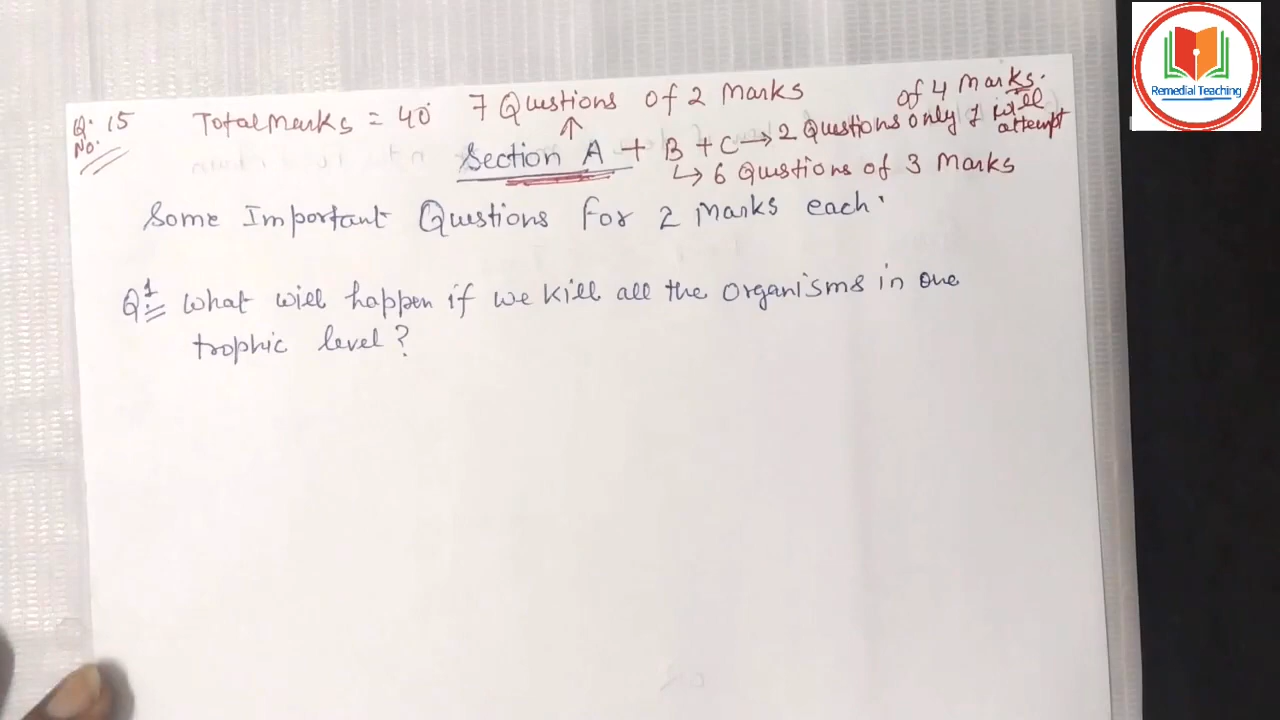 Q. 15
No.
Total Marks = 40 7 Questions of 2 Marks
of 4 Marks.
Section A + B + C → 2 Questions only 1 will attempt
↳ 6 Questions of 3 Marks
Some Important Questions for 2 Marks each.
Q.1 What will happen if we kill all the organisms in one
trophic level?
Remedial Teaching